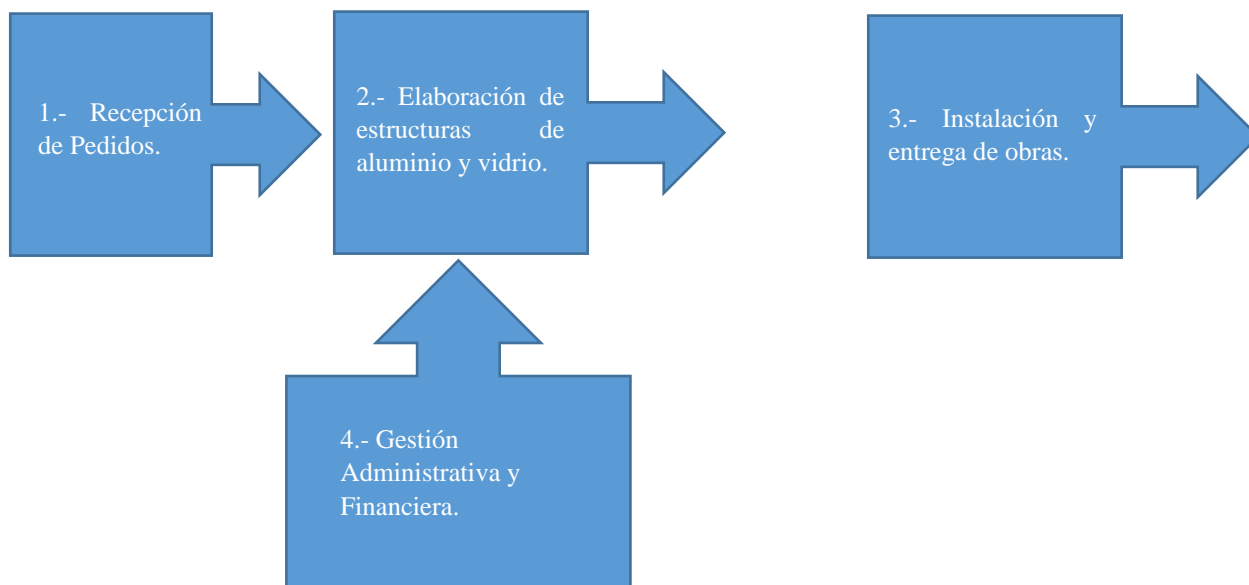 1.- Recepción
de Pedidos.
2.- Elaboración de
estructuras de
aluminio y vidrio.
3.- Instalación y
entrega de obras.
4.- Gestión
Administrativa y
Financiera.